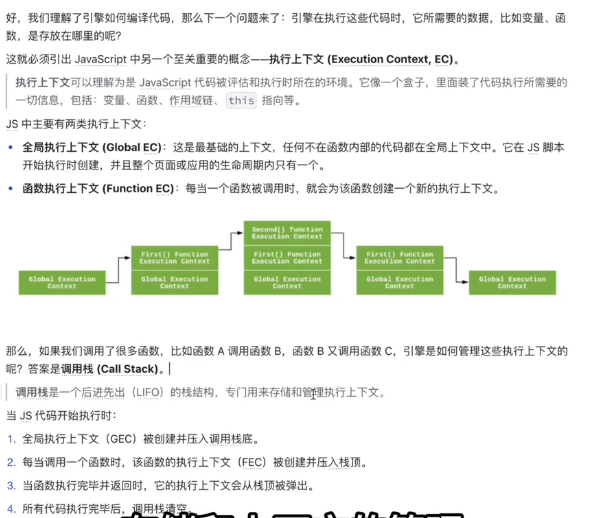 好，我们理解了引擎如何编译代码，那么下一个问题来了：引擎在执行这些代码时，它所需要的数据，比如变量、函
数，是存放在哪里的呢？
这就必须引出 JavaScript 中另一个至关重要的概念——执行上下文 (Execution Context, EC)。
执行上下文可以理解为是 JavaScript 代码被评估和执行时所在的环境。它像一个盒子，里面装了代码执行所需要的
一切信息，包括：变量、函数、作用域链、 this 指向等。
JS 中主要有两类执行上下文：
• 全局执行上下文 (Global EC)：这是最基础的上下文，任何不在函数内部的代码都在全局上下文中。它在 JS 脚本
开始执行时创建，并且整个页面或应用的生命周期内只有一个。
• 函数执行上下文 (Function EC)：每当一个函数被调用时，就会为该函数创建一个新的执行上下文。
Global Execution
Context
First() Function
Execution Context
Global Execution
Context
Second() function
Execution Context
First() Function
Execution Context
Global Execution
Context
First() Function
Execution Context
Global Execution
Context
Global Execution
Context
那么，如果我们调用了很多函数，比如函数 A 调用函数 B，函数 B 又调用函数 C，引擎是如何管理这些执行上下文的
呢？答案是调用栈 (Call Stack)。
调用栈是一个后进先出（LIFO）的栈结构，专门用来存储和管理执行上下文。
当 JS 代码开始执行时：
1. 全局执行上下文（GEC）被创建并压入调用栈底。
2. 每当调用一个函数时，该函数的执行上下文（FEC）被创建并压入栈顶。
3. 当函数执行完毕并返回时，它的执行上下文会从栈顶被弹出。
4. 所有代码执行完毕后，调用栈清空。